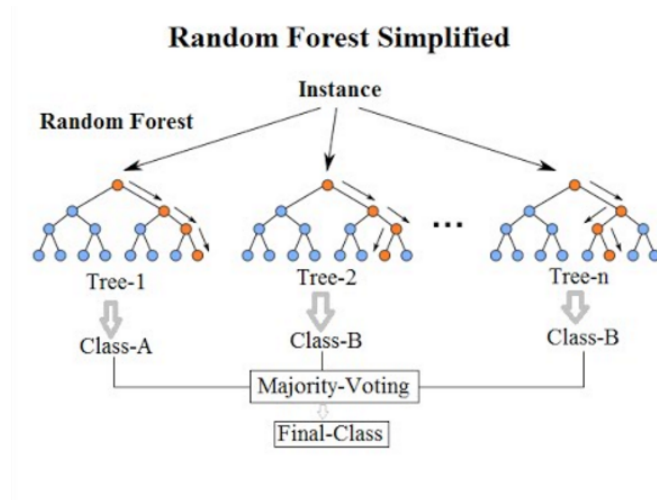 Random Forest Simplified
Instance
Random Forest
...
Tree-1
Tree-2
Tree-n
Class-A
Class-B
Class-B
Majority-Voting
Final-Class